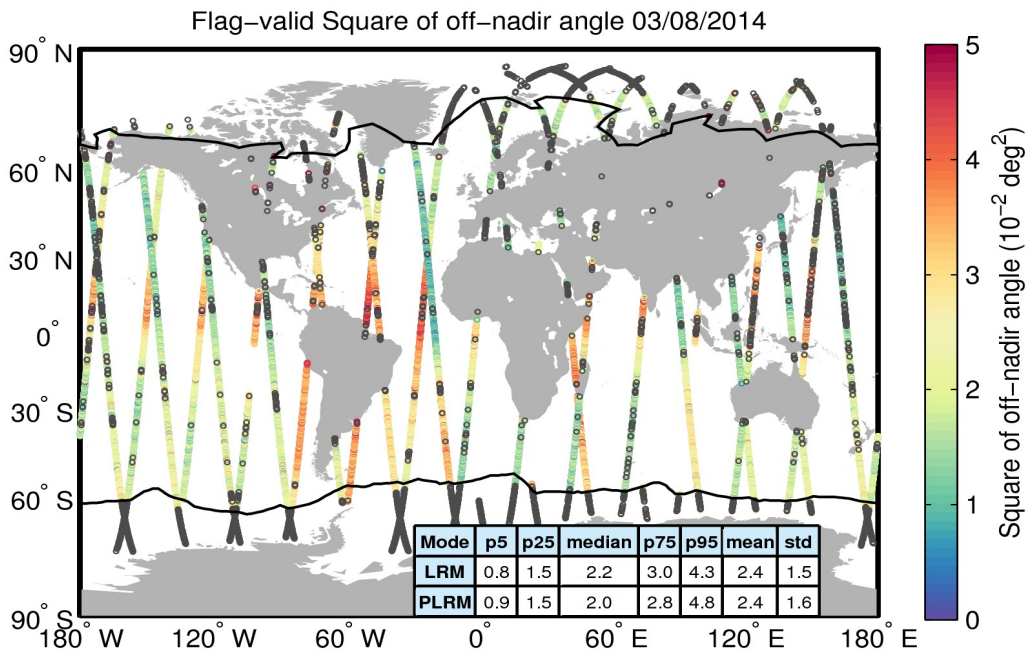 Flag−valid Square of off−nadir angle 03/08/2014
90° N
60° N
30° N
0°
30° S
60° S
90° S
180° W 120° W 60° W 0° 60° E 120° E 180° E
Mode p5 p25 median p75 p95 mean std
LRM 0.8 1.5 2.2 3.0 4.3 2.4 1.5
PLRM 0.9 1.5 2.0 2.8 4.8 2.4 1.6
5
4
3
2
1
0
Square of off−nadir angle (10⁻² deg²)